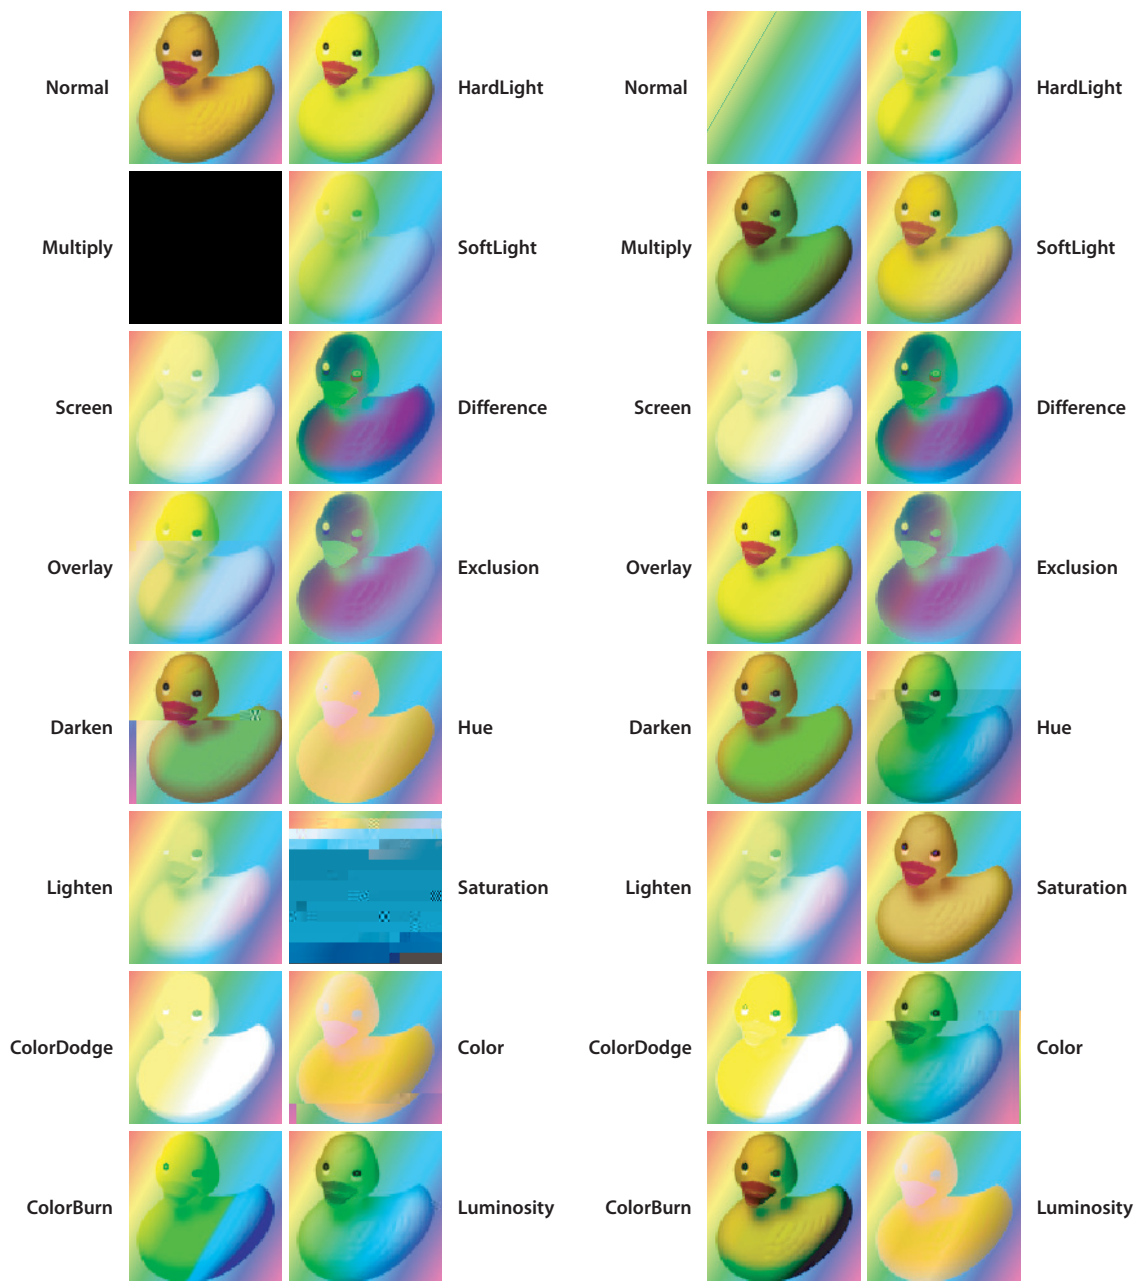 Normal HardLight Normal HardLight
Multiply SoftLight Multiply SoftLight
Screen Difference Screen Difference
Overlay Exclusion Overlay Exclusion
Darken Hue Darken Hue
Lighten Saturation Lighten Saturation
ColorDodge Color ColorDodge Color
ColorBurn Luminosity ColorBurn Luminosity